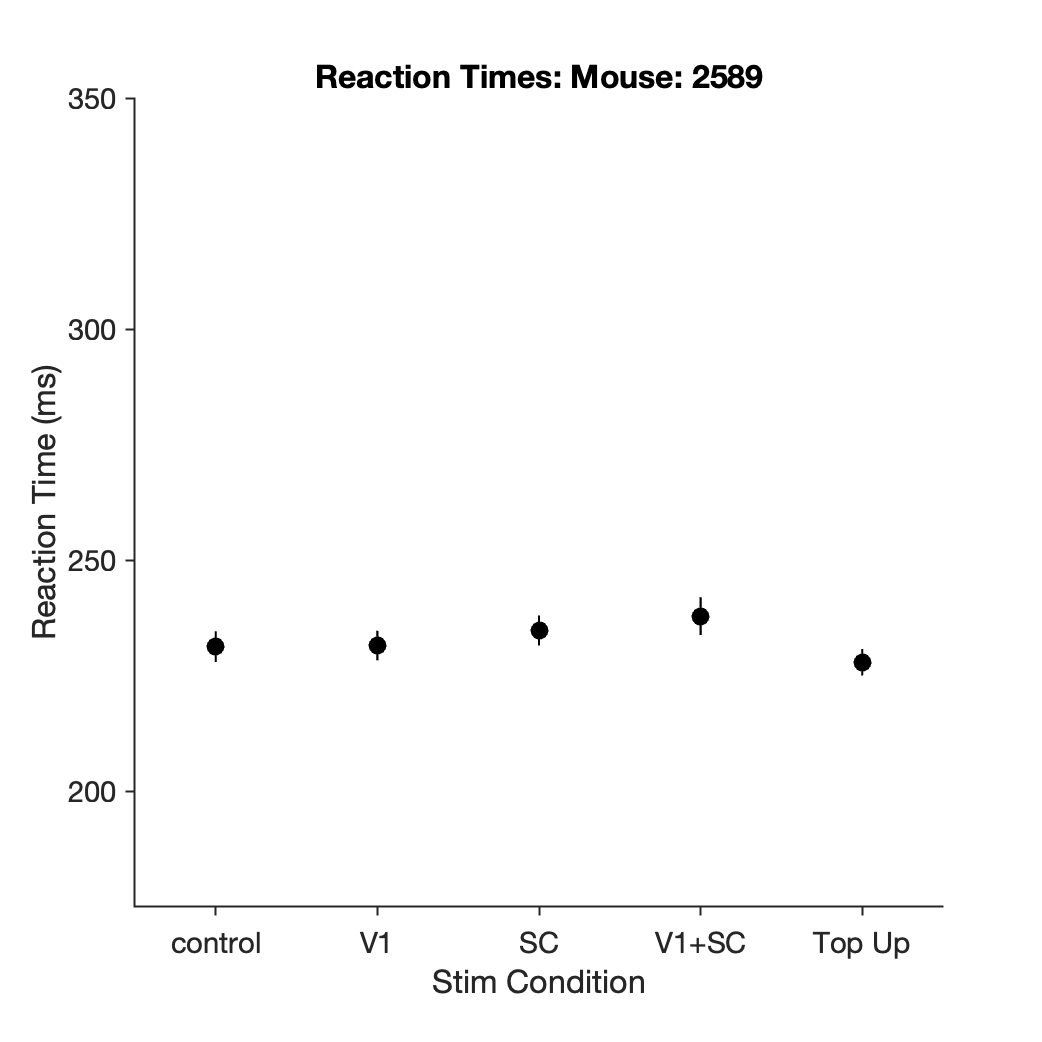 Reaction Times: Mouse: 2589
350
300
250
200
Reaction Time (ms)
control V1 SC V1+SC Top Up
Stim Condition